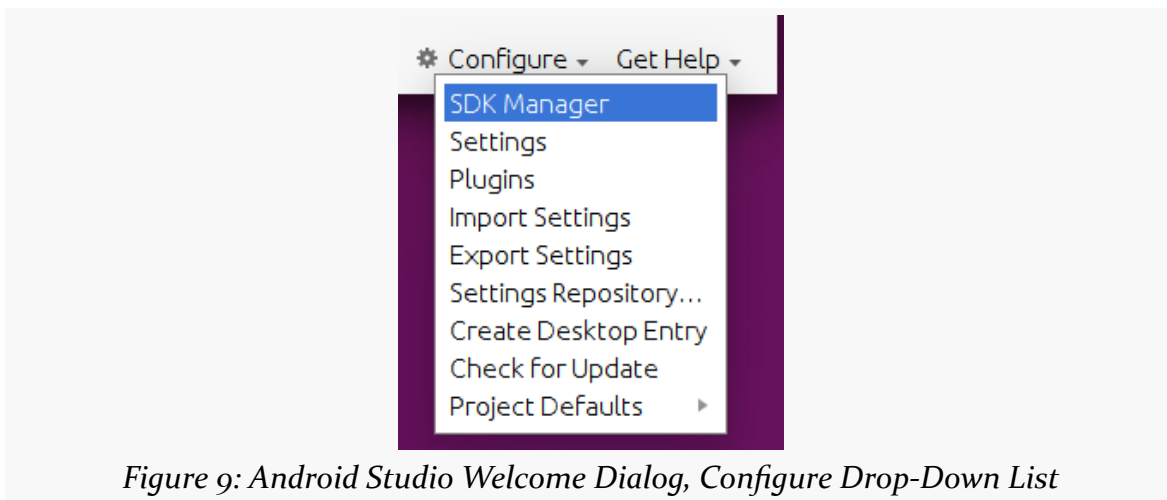 Configure Get Help
SDK Manager
Settings
Plugins
Import Settings
Export Settings
Settings Repository...
Create Desktop Entry
Check for Update
Project Defaults
Figure 9: Android Studio Welcome Dialog, Configure Drop-Down List